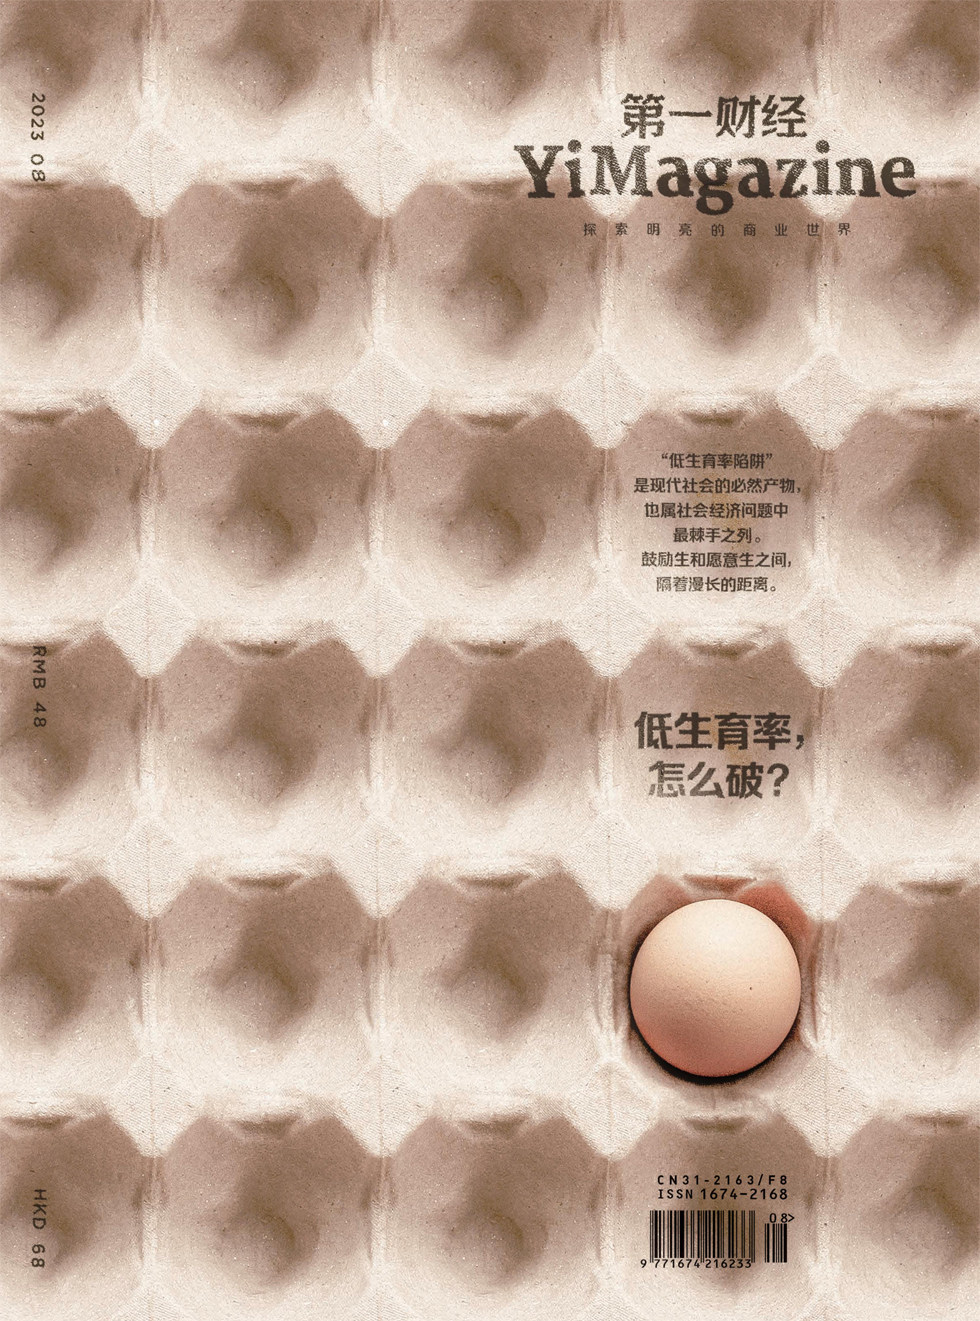 2023 08
第一财经
YiMagazine
探索明亮的商业世界
“低生育率陷阱”
是现代社会的必然产物，
也属社会经济问题中
最棘手之列。
鼓励生和愿意生之间，
隔着漫长的距离。
RMB 48
低生育率，
怎么破？
CN31-2163/F8
ISSN 1674-2168
08>
9 771674 216233
HKD 68